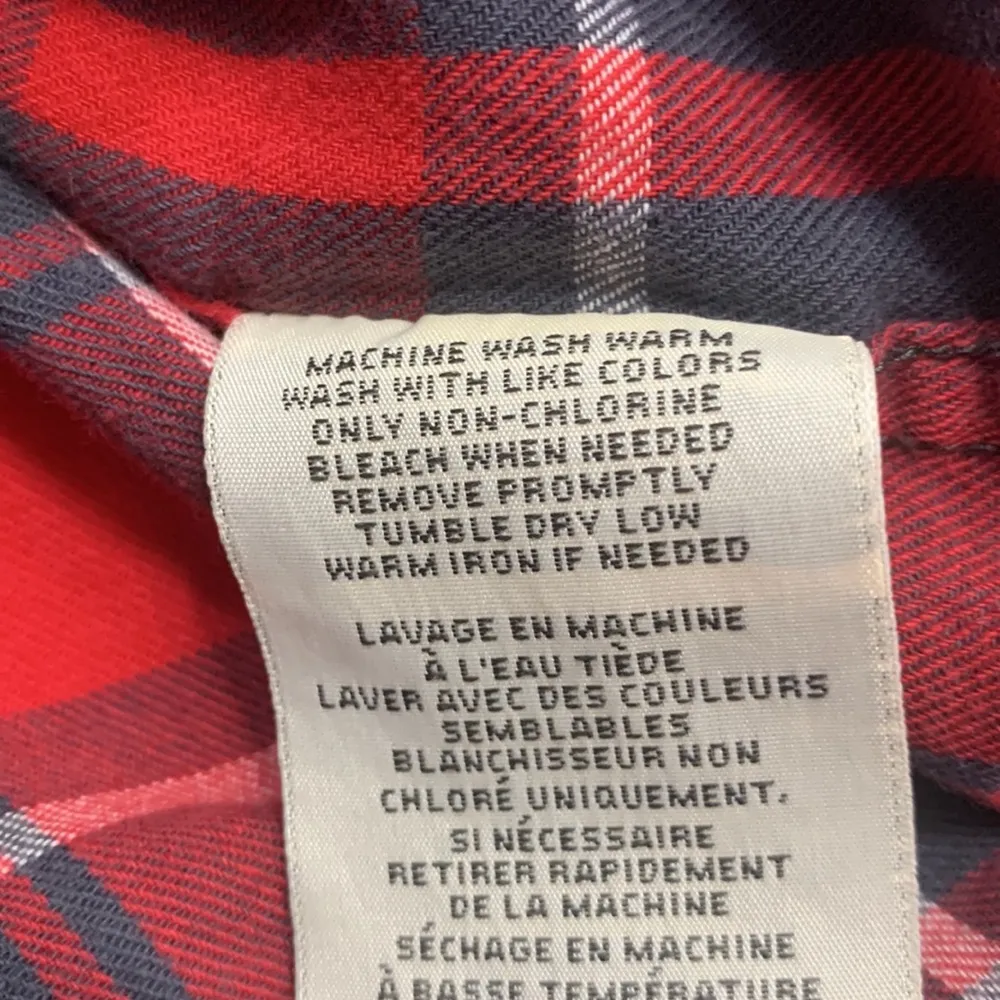 MACHINE WASH WARM
WASH WITH LIKE COLORS
ONLY NON-CHLORINE
BLEACH WHEN NEEDED
REMOVE PROMPTLY
TUMBLE DRY LOW
WARM IRON IF NEEDED
LAVAGE EN MACHINE
À L'EAU TIÈDE
LAVER AVEC DES COULEURS
SEMBLABLES
BLANCHISSEUR NON
CHLORÉ UNIQUEMENT,
SI NÉCESSAIRE
RETIRER RAPIDEMENT
DE LA MACHINE
SÉCHAGE EN MACHINE
À BASSE TEMPÉRATURE